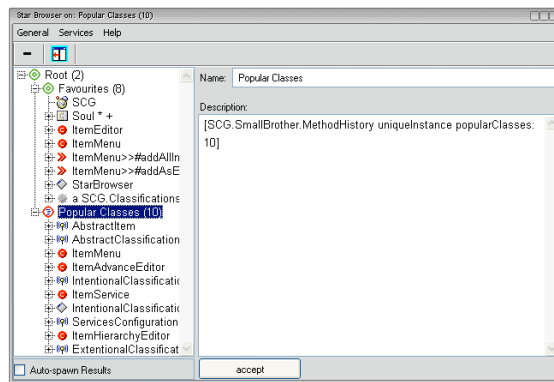 Star Browser on: Popular Classes (10)
General Services Help
Root (2)
Favourites (8)
SCG
Soul * +
ItemEditor
ItemMenu
ItemMenu>>#addAllIn
ItemMenu>>#addAsE
StarBrowser
a SCG.Classifications
Popular Classes (10)
AbstractItem
AbstractClassification
ItemMenu
ItemAdvanceEditor
IntentionalClassificatio
ItemService
IntentionalClassificatio
ServicesConfiguration
ItemHierarchyEditor
ExtentionalClassificat
Auto-spawn Results
Name: Popular Classes
Description:
[SCG.SmallBrother.MethodHistory uniqueInstance popularClasses:
10]
accept